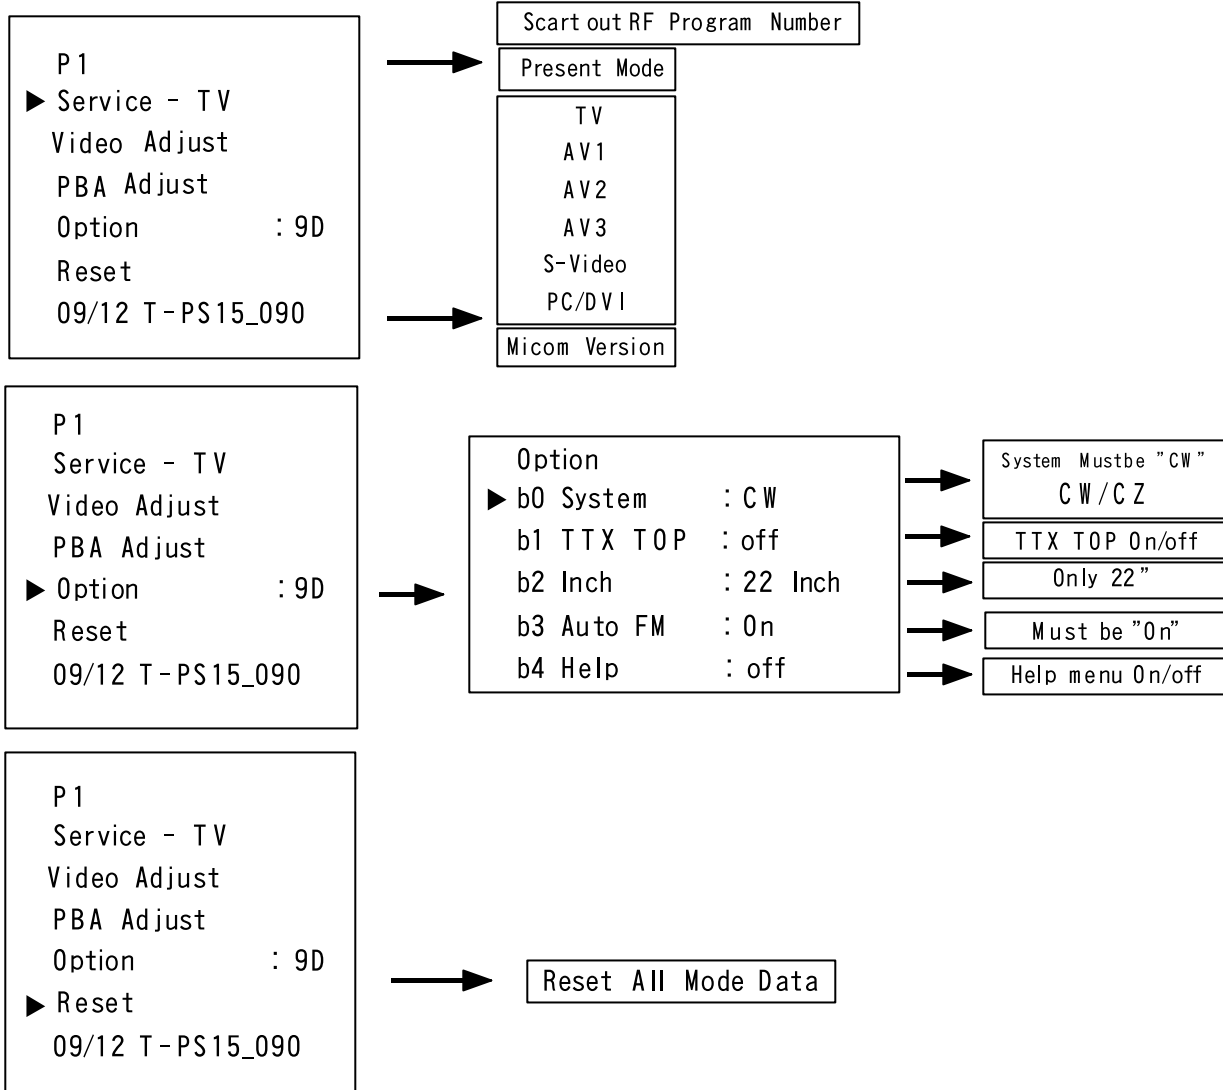 P1
▶ Service - TV
Video Adjust
PBA Adjust
Option : 9D
Reset
09/12 T-PS15_090
Scart out RF Program Number
Present Mode
TV
AV1
AV2
AV3
S-Video
PC/DVI
Micom Version
P1
Service - TV
Video Adjust
PBA Adjust
▶ Option : 9D
Reset
09/12 T-PS15_090
Option
▶ b0 System : CW
b1 TTX TOP : off
b2 Inch : 22 Inch
b3 Auto FM : On
b4 Help : off
System Mustbe "CW"
CW/CZ
TTX TOP On/off
Only 22"
Must be "On"
Help menu On/off
P1
Service - TV
Video Adjust
PBA Adjust
Option : 9D
▶ Reset
09/12 T-PS15_090
Reset All Mode Data